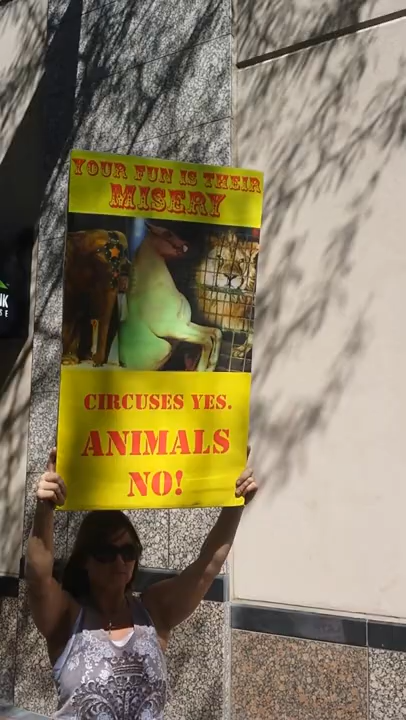 YOUR FUN IS THEIR
MISERY
CIRCUSES YES.
ANIMALS
NO!